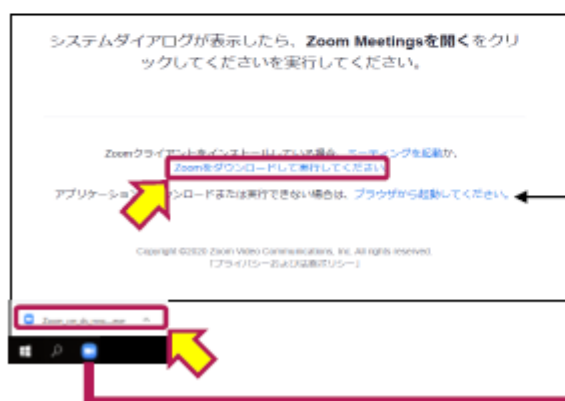 システムダイアログが表示したら、Zoom Meetingsを開くをクリ
ックしてくださいを実行してください。
Zoomクライアントをインストールしている場合、ミーティングを起動か、
Zoomをダウンロードして実行してください
アプリケーション ンロードまたは実行できない場合は、ブラウザから起動してください。
Copyright ©2020 Zoom Video Communications, Inc. All rights reserved.
「プライバシーおよび法務ポリシー」